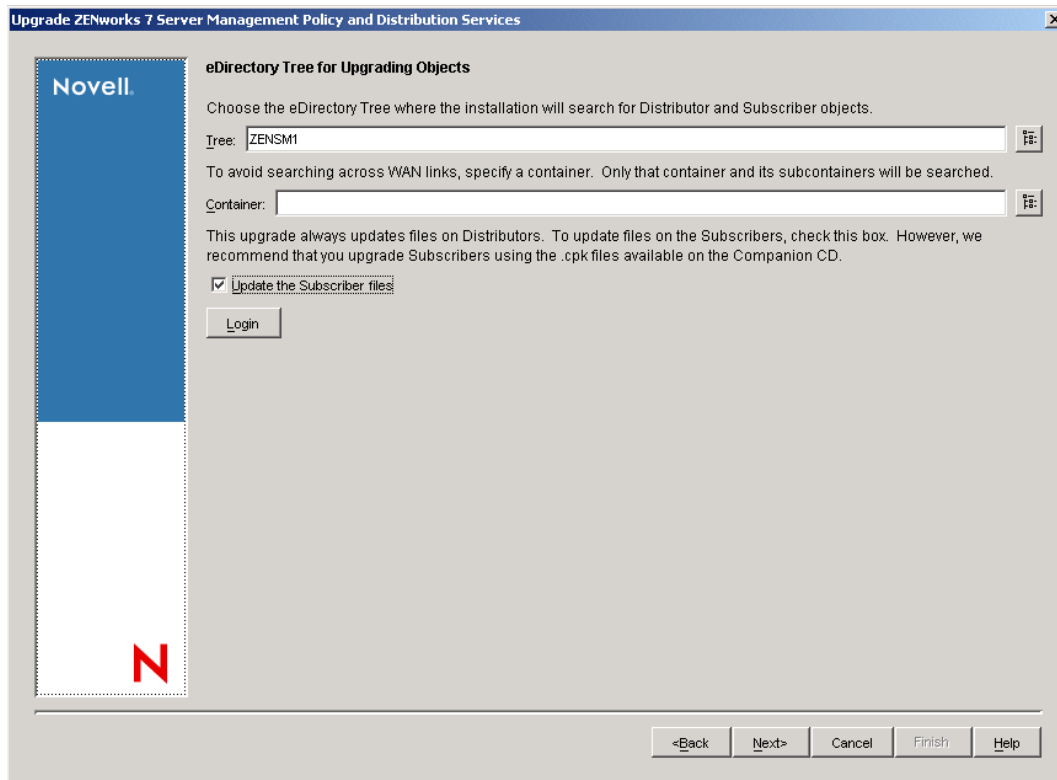 Upgrade ZENworks 7 Server Management Policy and Distribution Services
Novell.
eDirectory Tree for Upgrading Objects
Choose the eDirectory Tree where the installation will search for Distributor and Subscriber objects.
Tree: ZENSM1
To avoid searching across WAN links, specify a container. Only that container and its subcontainers will be searched.
Container:
This upgrade always updates files on Distributors. To update files on the Subscribers, check this box. However, we
recommend that you upgrade Subscribers using the .cpk files available on the Companion CD.
Update the Subscriber files
Login
N
<Back Next> Cancel Finish Help